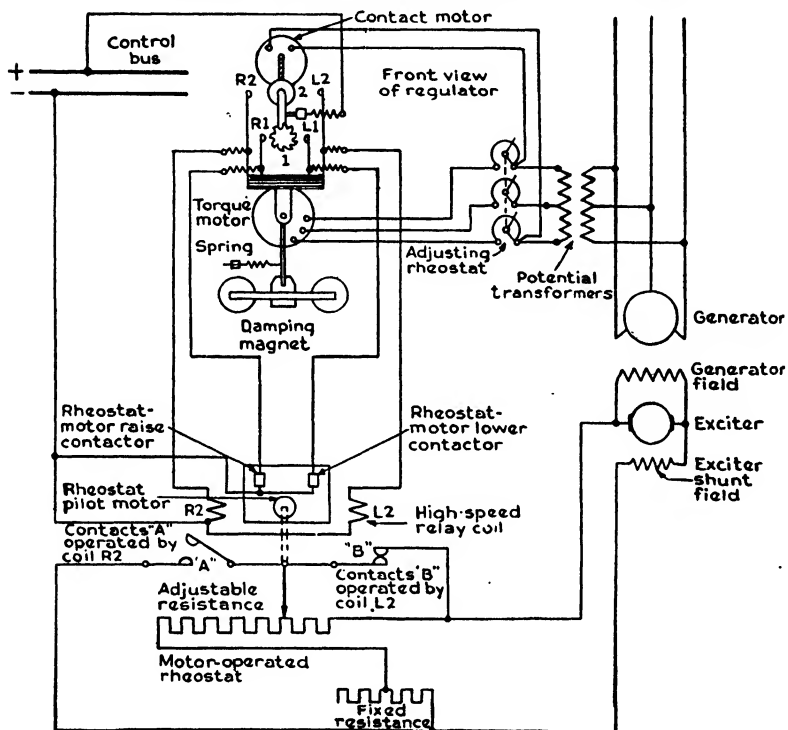 Contact motor
Control
bus
+
-
R2
L2
2
Front view
of regulator
R1
L1
1
Torque
motor
Spring
Adjusting
rheostat
Potential
transformers
Damping
magnet
Generator
Generator
field
Exciter
Exciter
shunt
field
Rheostat-
motor raise
contactor
Rheostat-
motor lower
contactor
Rheostat
pilot motor
R2
L2
High-speed
relay coil
Contacts "A"
operated by
coil R2
"A"
"B"
Contacts "B"
operated by
coil L2
Adjustable
resistance
Motor-operated
rheostat
Fixed
resistance